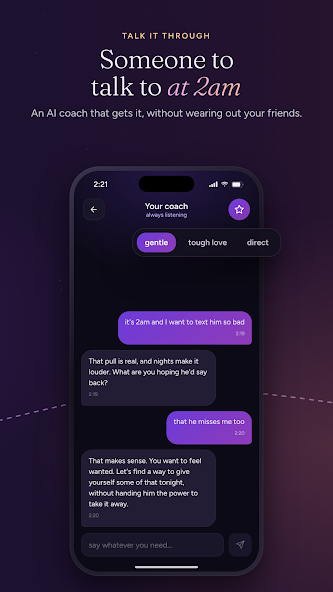 TALK IT THROUGH
Someone to
talk to at 2am
An AI coach that gets it, without wearing out your friends.
2:21
Your coach
always listening
gentle
tough love
direct
it's 2am and I want to text him so bad
2:19
That pull is real, and nights make it
louder. What are you hoping he'd say
back?
2:19
that he misses me too
2:20
That makes sense. You want to feel
wanted. Let's find a way to give
yourself some of that tonight,
without handing him the power to
take it away.
2:20
say whatever you need...